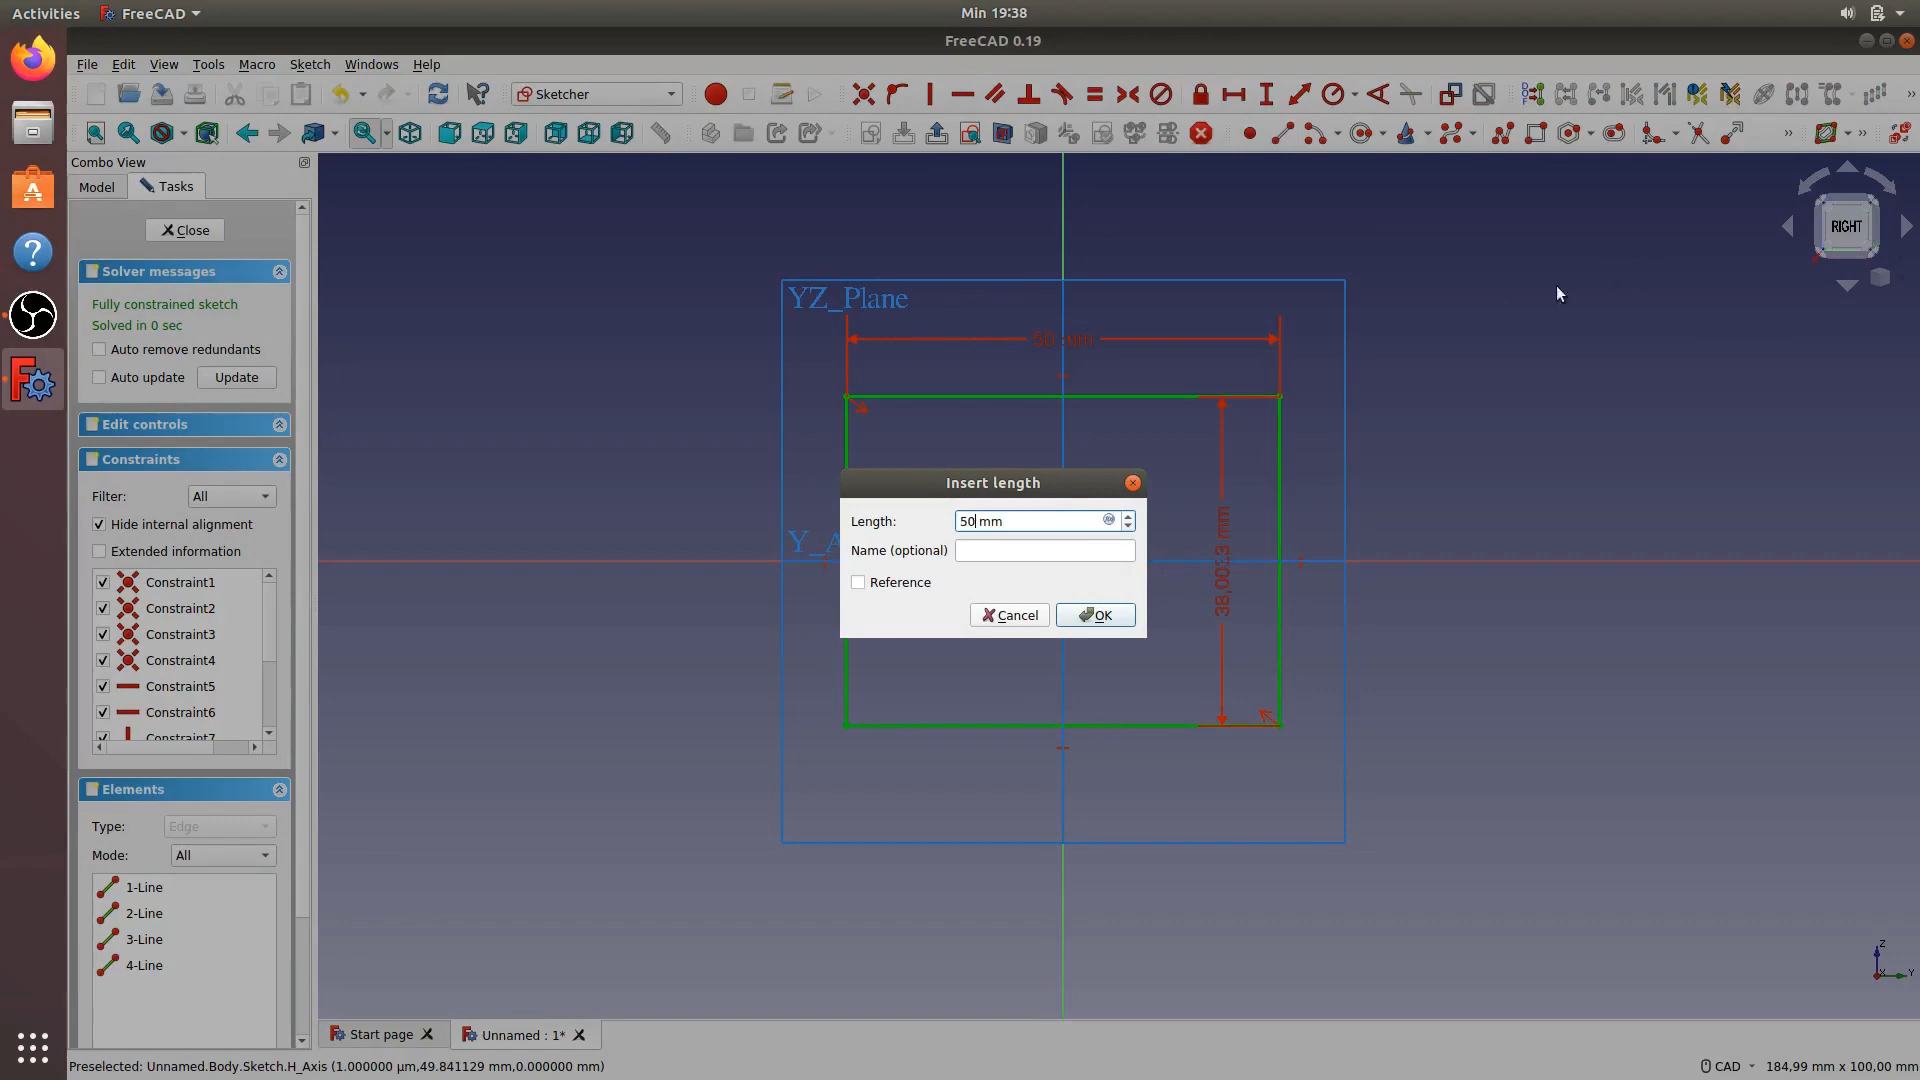 Activities FreeCAD Min 19:38
FreeCAD 0.19
File Edit View Tools Macro Sketch Windows Help
Sketcher
Combo View
Model Tasks
Close
Solver messages
Fully constrained sketch
Solved in 0 sec
Auto remove redundants
Auto update Update
Edit controls
Constraints
Filter: All
Hide internal alignment
Extended information
Constraint1
Constraint2
Constraint3
Constraint4
Constraint5
Constraint6
Constraint7
Elements
Type: Edge
Mode: All
1-Line
2-Line
3-Line
4-Line
RIGHT
YZ_Plane
50 mm
Y_A
Insert length
Length: 50 mm
Name (optional)
Reference
Cancel OK
Z
X Y
Start page Unnamed : 1*
Preselected: Unnamed.Body.Sketch.H_Axis (1.000000 µm,49.841129 mm,0.000000 mm) CAD 184,99 mm x 100,00 mm